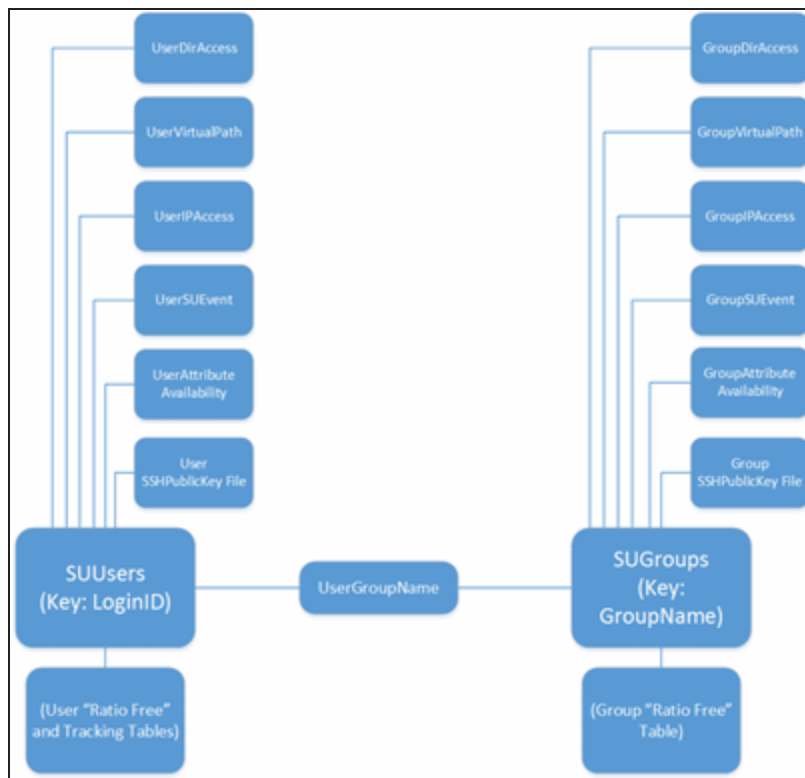 UserDirAccess
UserVirtualPath
UserIPAccess
UserSUEvent
UserAttribute
Availability
User
SSHPublicKey File
SUUsers
(Key: LoginID)
(User “Ratio Free”
and Tracking Tables)
UserGroupName
GroupDirAccess
GroupVirtualPath
GroupIPAccess
GroupSUEvent
GroupAttribute
Availability
Group
SSHPublicKey File
SUGroups
(Key:
GroupName)
(Group “Ratio Free”
Table)